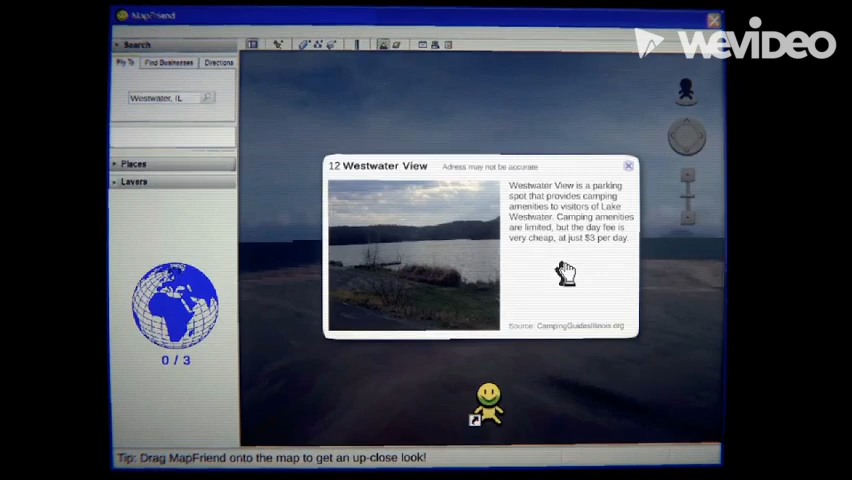 MapFriend
WeVideo
Search
Fly To
Find Businesses
Directions
Westwater, IL
Places
Layers
12 Westwater View
Adress may not be accurate
Westwater View is a parking
spot that provides camping
amenities to visitors of Lake
Westwater. Camping amenities
are limited, but the day fee is
very cheap, at just $3 per day.
Source: CampingGuidesIllinois.org
0 / 3
Tip: Drag MapFriend onto the map to get an up-close look!